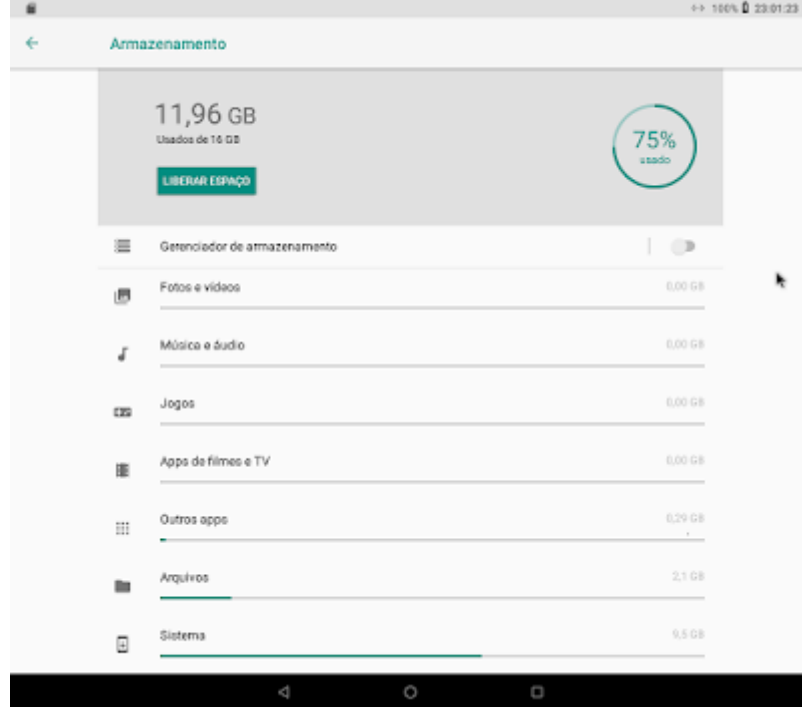 100% 23:01:23
Armazenamento
11,96 GB
Usados de 16 GB
75%
usado
LIBERAR ESPAÇO
Gerenciador de armazenamento
Fotos e vídeos 0,00 GB
Música e áudio 0,00 GB
Jogos 0,00 GB
Apps de filmes e TV 0,00 GB
Outros apps 0,29 GB
Arquivos 2,1 GB
Sistema 9,5 GB